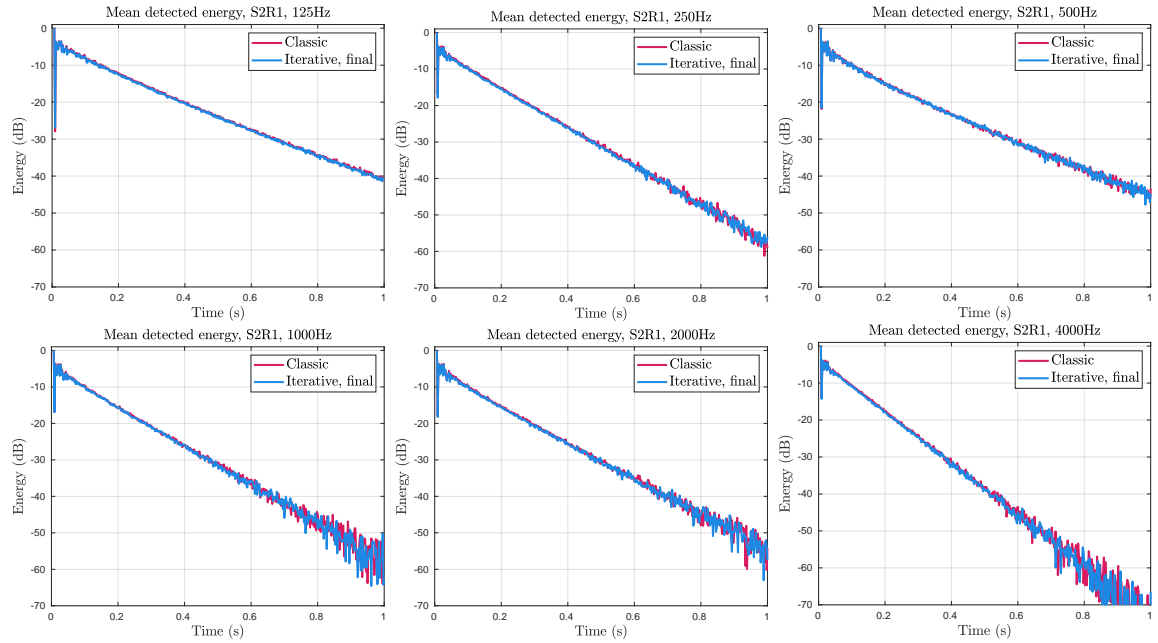 Mean detected energy, S2R1, 125Hz
Classic
Iterative, final
Energy (dB)
0
-10
-20
-30
-40
-50
-60
-70
0 0.2 0.4 0.6 0.8 1
Time (s)
Mean detected energy, S2R1, 250Hz
Classic
Iterative, final
Energy (dB)
0
-10
-20
-30
-40
-50
-60
-70
0 0.2 0.4 0.6 0.8 1
Time (s)
Mean detected energy, S2R1, 500Hz
Classic
Iterative, final
Energy (dB)
0
-10
-20
-30
-40
-50
-60
-70
0 0.2 0.4 0.6 0.8 1
Time (s)
Mean detected energy, S2R1, 1000Hz
Classic
Iterative, final
Energy (dB)
0
-10
-20
-30
-40
-50
-60
-70
0 0.2 0.4 0.6 0.8 1
Time (s)
Mean detected energy, S2R1, 2000Hz
Classic
Iterative, final
Energy (dB)
0
-10
-20
-30
-40
-50
-60
-70
0 0.2 0.4 0.6 0.8 1
Time (s)
Mean detected energy, S2R1, 4000Hz
Classic
Iterative, final
Energy (dB)
0
-10
-20
-30
-40
-50
-60
-70
0 0.2 0.4 0.6 0.8 1
Time (s)